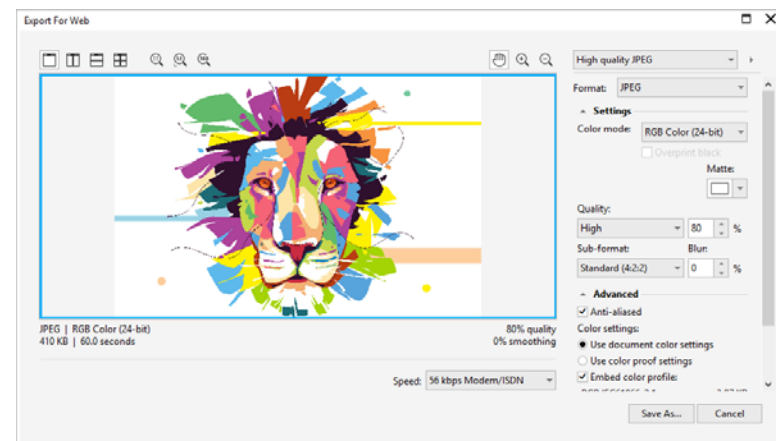 Export For Web
High quality JPEG
Format: JPEG
Settings
Color mode: RGB Color (24-bit)
Overprint black
Matte:
Quality:
High 80 %
Sub-format: Blur:
Standard (4:2:2) 0 %
Advanced
Anti-aliased
Color settings:
Use document color settings
Use color proof settings
Embed color profile:
JPEG | RGB Color (24-bit) 80% quality
410 KB | 60.0 seconds 0% smoothing
Speed: 56 kbps Modem/ISDN
Save As... Cancel